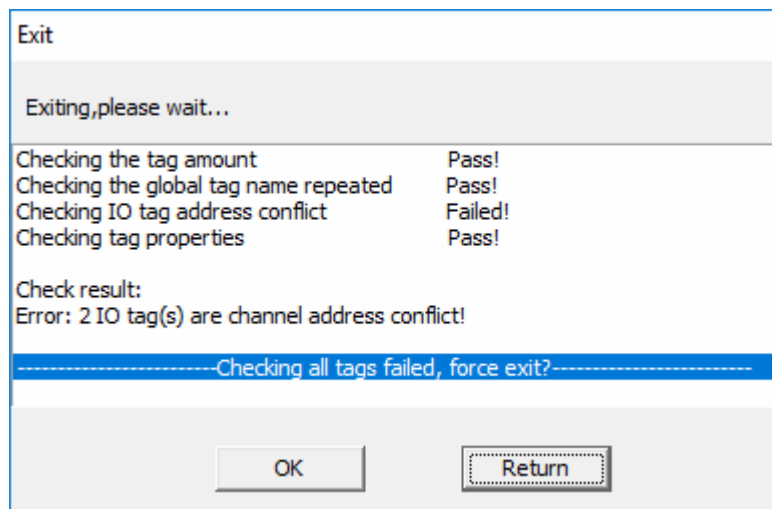 Exit
Exiting,please wait...
Checking the tag amount Pass!
Checking the global tag name repeated Pass!
Checking IO tag address conflict Failed!
Checking tag properties Pass!
Check result:
Error: 2 IO tag(s) are channel address conflict!
-------------------------Checking all tags failed, force exit?-------------------------
OK Return